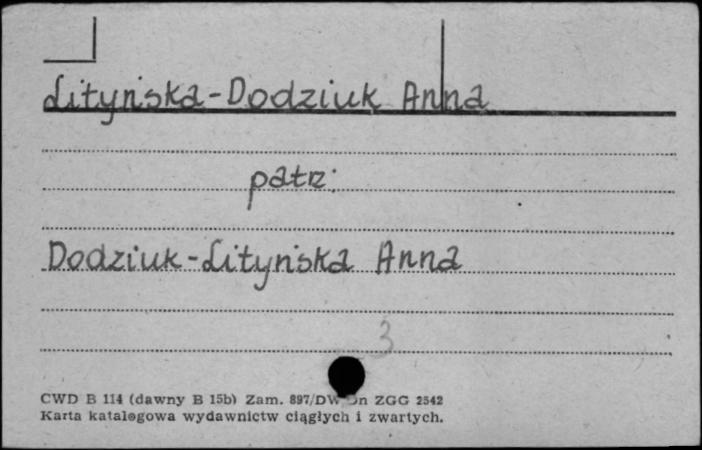 Lityńska-Dodziuk Anna
patrz:
Dodziuk-Lityńska Anna
3
CWD B 114 (dawny B 15b) Zam. 897/DW ZGG 2542
Karta katalogowa wydawnictw ciągłych i zwartych.